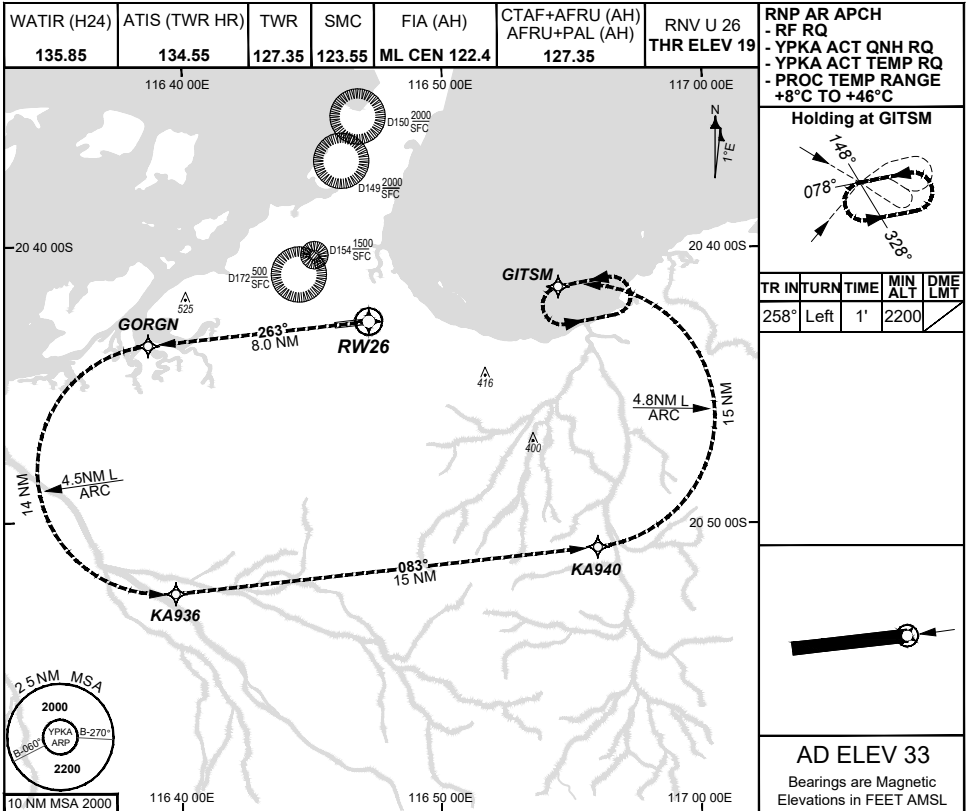 WATIR (H24)
135.85
ATIS (TWR HR)
134.55
TWR
127.35
SMC
123.55
FIA (AH)
ML CEN 122.4
CTAF+AFRU (AH)
AFRU+PAL (AH)
127.35
RNV U 26
THR ELEV 19
RNP AR APCH
- RF RQ
- YPKA ACT QNH RQ
- YPKA ACT TEMP RQ
- PROC TEMP RANGE
+8°C TO +46°C
116 40 00E
116 50 00E
117 00 00E
N
1°E
D150 2000
SFC
D149 2000
SFC
D154 1500
SFC
D172 500
SFC
20 40 00S
20 40 00S
525
GORGN
263°
8.0 NM
RW26
GITSM
416
400
4.8NM L
ARC
15 NM
4.5NM L
ARC
14 NM
20 50 00S
083°
15 NM
KA940
KA936
25NM MSA
2000
YPKA
ARP
B-060°
B-270°
2200
10 NM MSA 2000
116 40 00E
116 50 00E
117 00 00E
Holding at GITSM
148°
078°
328°
TR IN
TURN
TIME
MIN
ALT
DME
LMT
258°
Left
1'
2200
AD ELEV 33
Bearings are Magnetic
Elevations in FEET AMSL